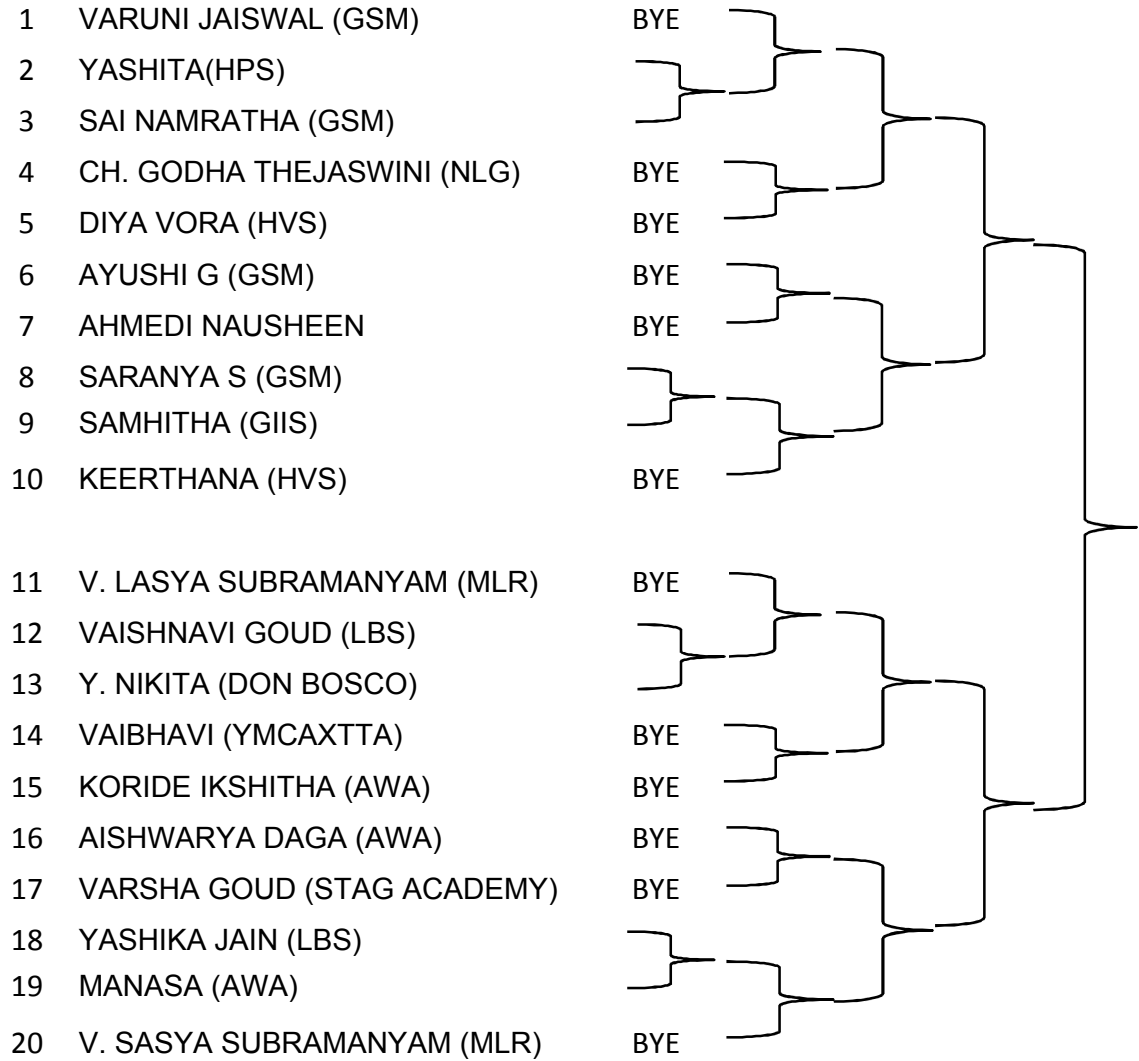 1 VARUNI JAISWAL (GSM) BYE
2 YASHITA(HPS)
3 SAI NAMRATHA (GSM)
4 CH. GODHA THEJASWINI (NLG) BYE
5 DIYA VORA (HVS) BYE
6 AYUSHI G (GSM) BYE
7 AHMEDI NAUSHEEN BYE
8 SARANYA S (GSM)
9 SAMHITHA (GIIS)
10 KEERTHANA (HVS) BYE
11 V. LASYA SUBRAMANYAM (MLR) BYE
12 VAISHNAVI GOUD (LBS)
13 Y. NIKITA (DON BOSCO)
14 VAIBHAVI (YMCAXTTA) BYE
15 KORIDE IKSHITHA (AWA) BYE
16 AISHWARYA DAGA (AWA) BYE
17 VARSHA GOUD (STAG ACADEMY) BYE
18 YASHIKA JAIN (LBS)
19 MANASA (AWA)
20 V. SASYA SUBRAMANYAM (MLR) BYE